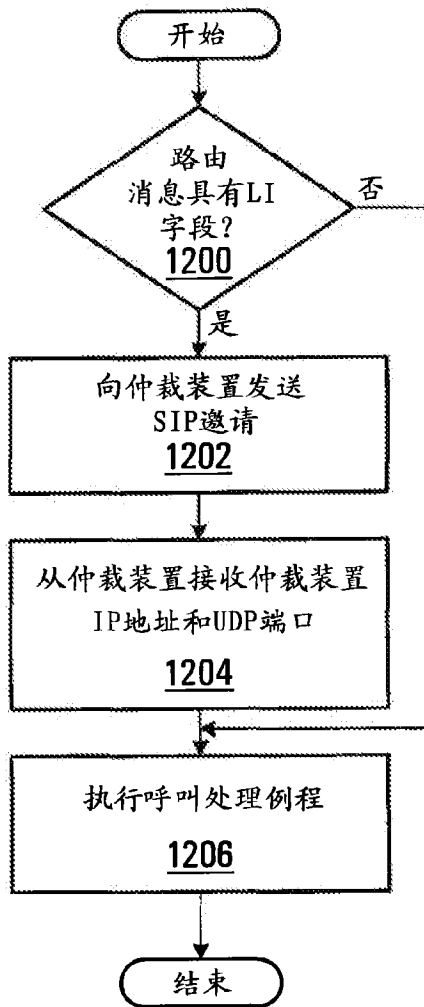 开始
路由
消息具有LI
字段?
1200
否
是
向仲裁装置发送
SIP邀请
1202
从仲裁装置接收仲裁装置
IP地址和UDP端口
1204
执行呼叫处理例程
1206
结束